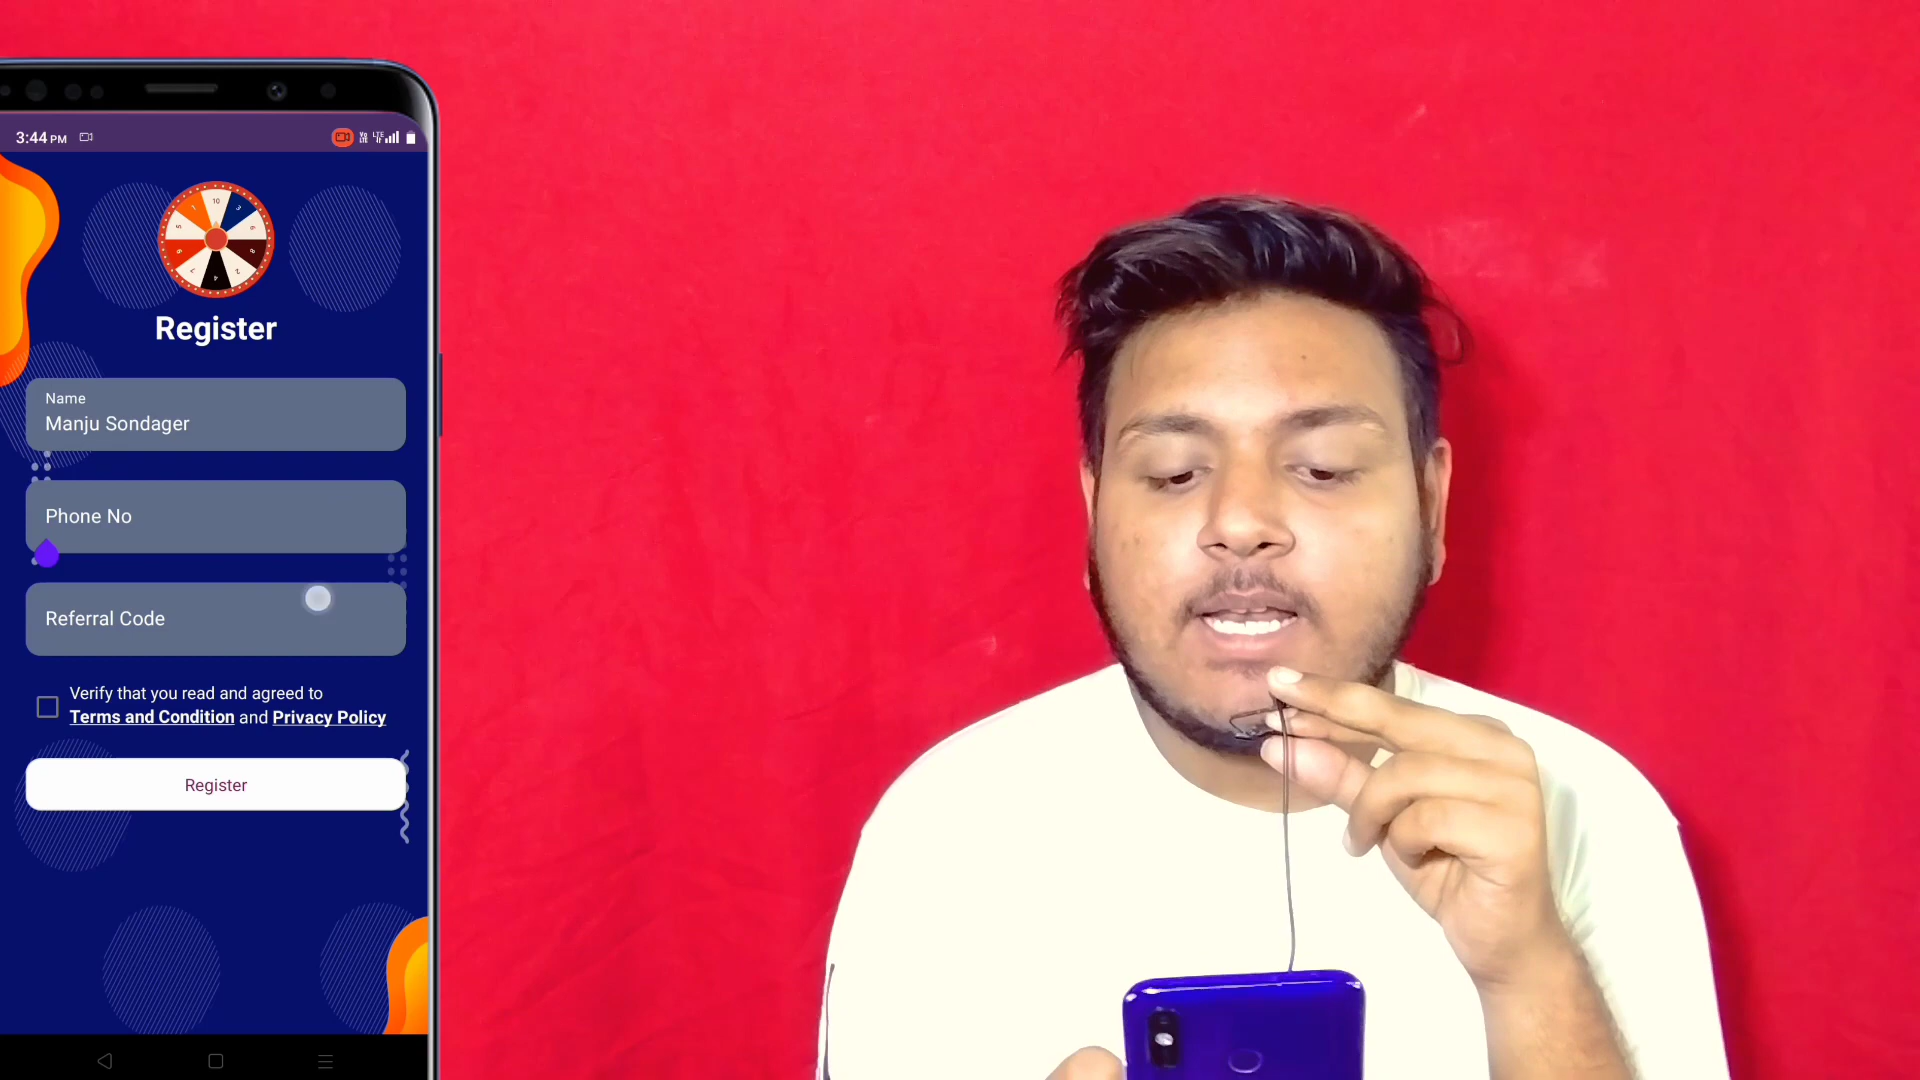 3:44 PM
Register
Name
Manju Sondager
Phone No
Referral Code
Verify that you read and agreed to
Terms and Condition and Privacy Policy
Register